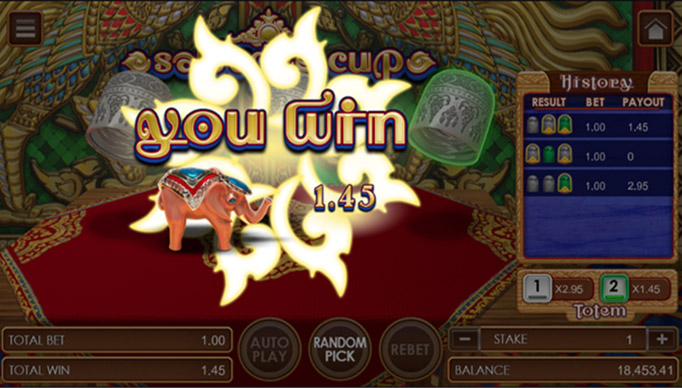 cup
you win
1.45
History
RESULT BET PAYOUT
1.00 1.45
1.00 0
1.00 2.95
1 X2.95 2 X1.45
Totem
TOTAL BET 1.00
TOTAL WIN 1.45
AUTO PLAY
RANDOM PICK
REBET
STAKE 1
BALANCE 18,453.41